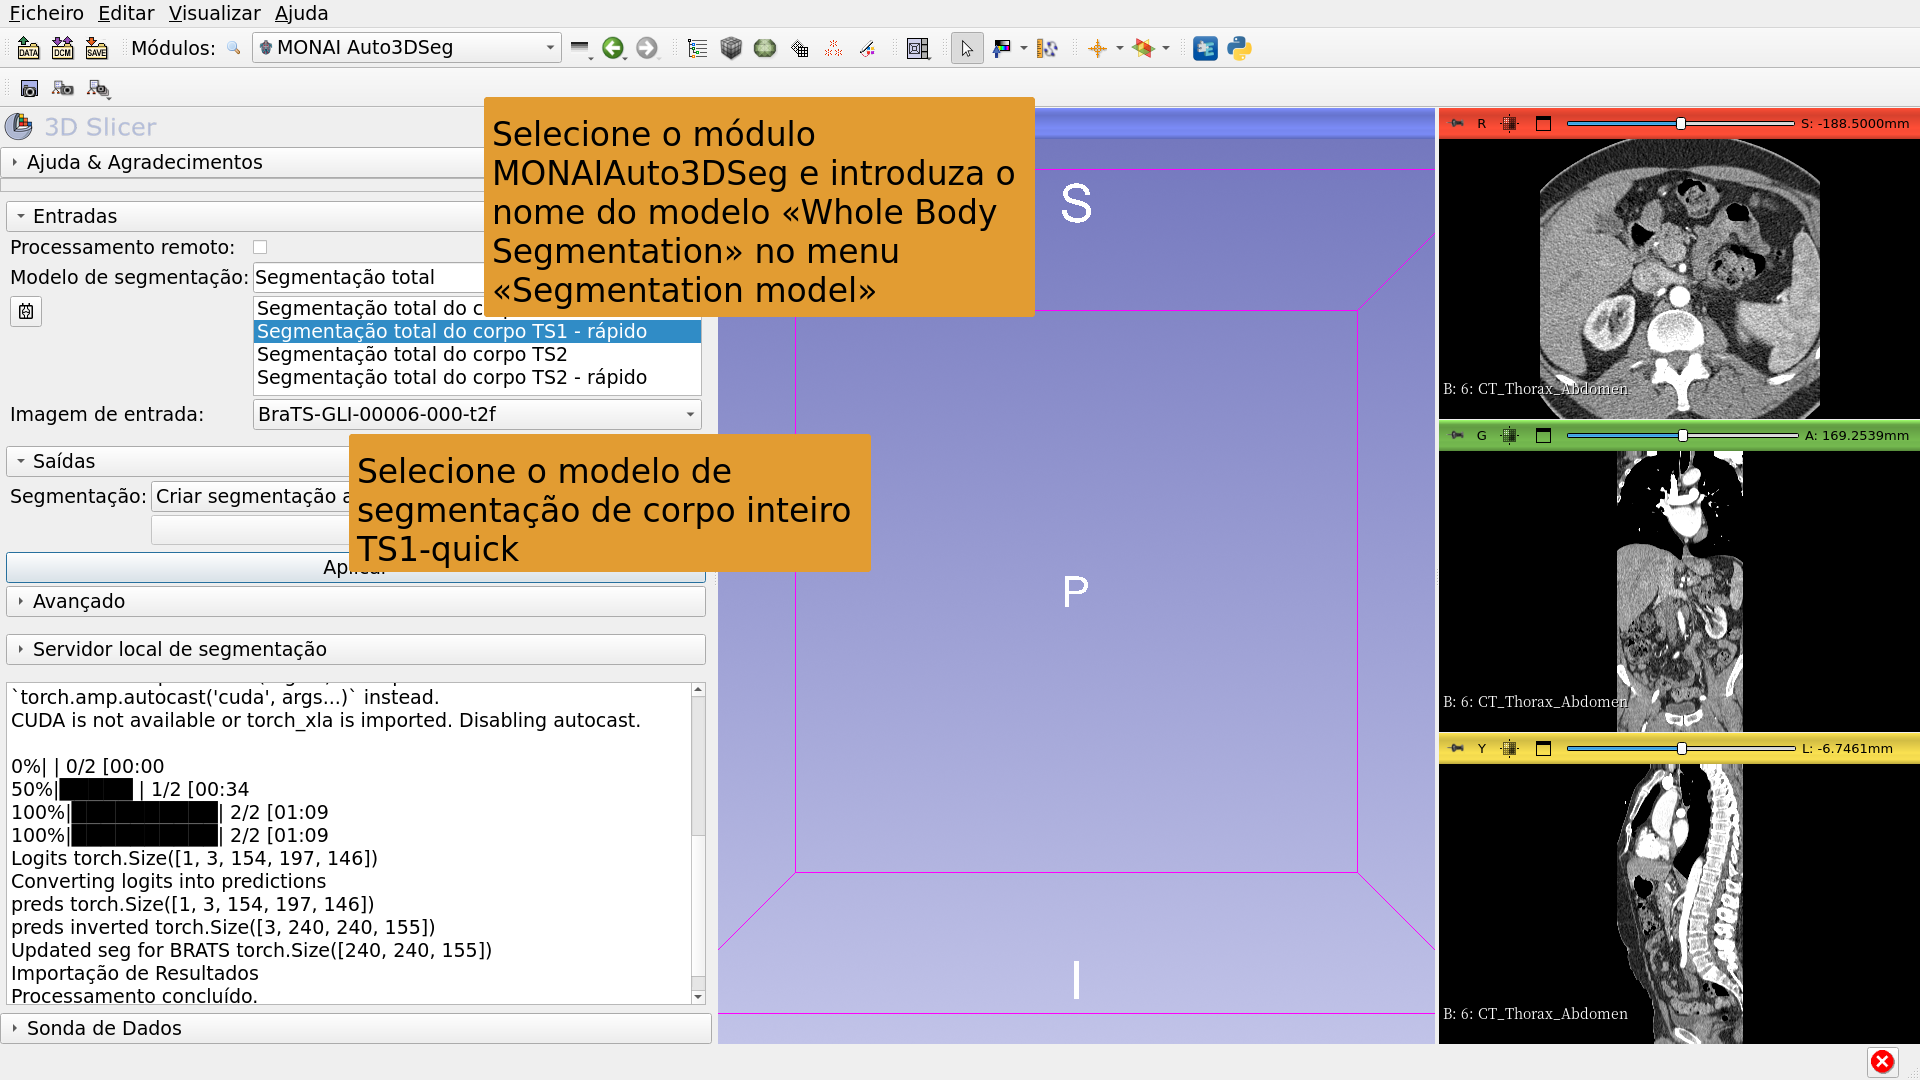 Ficheiro Editar Visualizar Ajuda
DATA DCM SAVE Módulos: MONAI Auto3DSeg
3D Slicer
Ajuda & Agradecimentos
Entradas
Processamento remoto:
Modelo de segmentação: Segmentação total
Segmentação total do c
Segmentação total do corpo TS1 - rápido
Segmentação total do corpo TS2
Segmentação total do corpo TS2 - rápido
Imagem de entrada: BraTS-GLI-00006-000-t2f
Saídas
Segmentação: Criar segmentação a
Aplicar
Avançado
Servidor local de segmentação
`torch.amp.autocast('cuda', args...)` instead.
CUDA is not available or torch_xla is imported. Disabling autocast.
0%| | 0/2 [00:00
50%|█████ | 1/2 [00:34
100%|██████████| 2/2 [01:09
100%|██████████| 2/2 [01:09
Logits torch.Size([1, 3, 154, 197, 146])
Converting logits into predictions
preds torch.Size([1, 3, 154, 197, 146])
preds inverted torch.Size([3, 240, 240, 155])
Updated seg for BRATS torch.Size([240, 240, 155])
Importação de Resultados
Processamento concluído.
Sonda de Dados
Selecione o módulo
MONAIAuto3DSeg e introduza o
nome do modelo «Whole Body
Segmentation» no menu
«Segmentation model»
Selecione o modelo de
segmentação de corpo inteiro
TS1-quick
S
P
I
R S: -188.5000mm
B: 6: CT_Thorax_Abdomen
G A: 169.2539mm
B: 6: CT_Thorax_Abdomen
Y L: -6.7461mm
B: 6: CT_Thorax_Abdomen